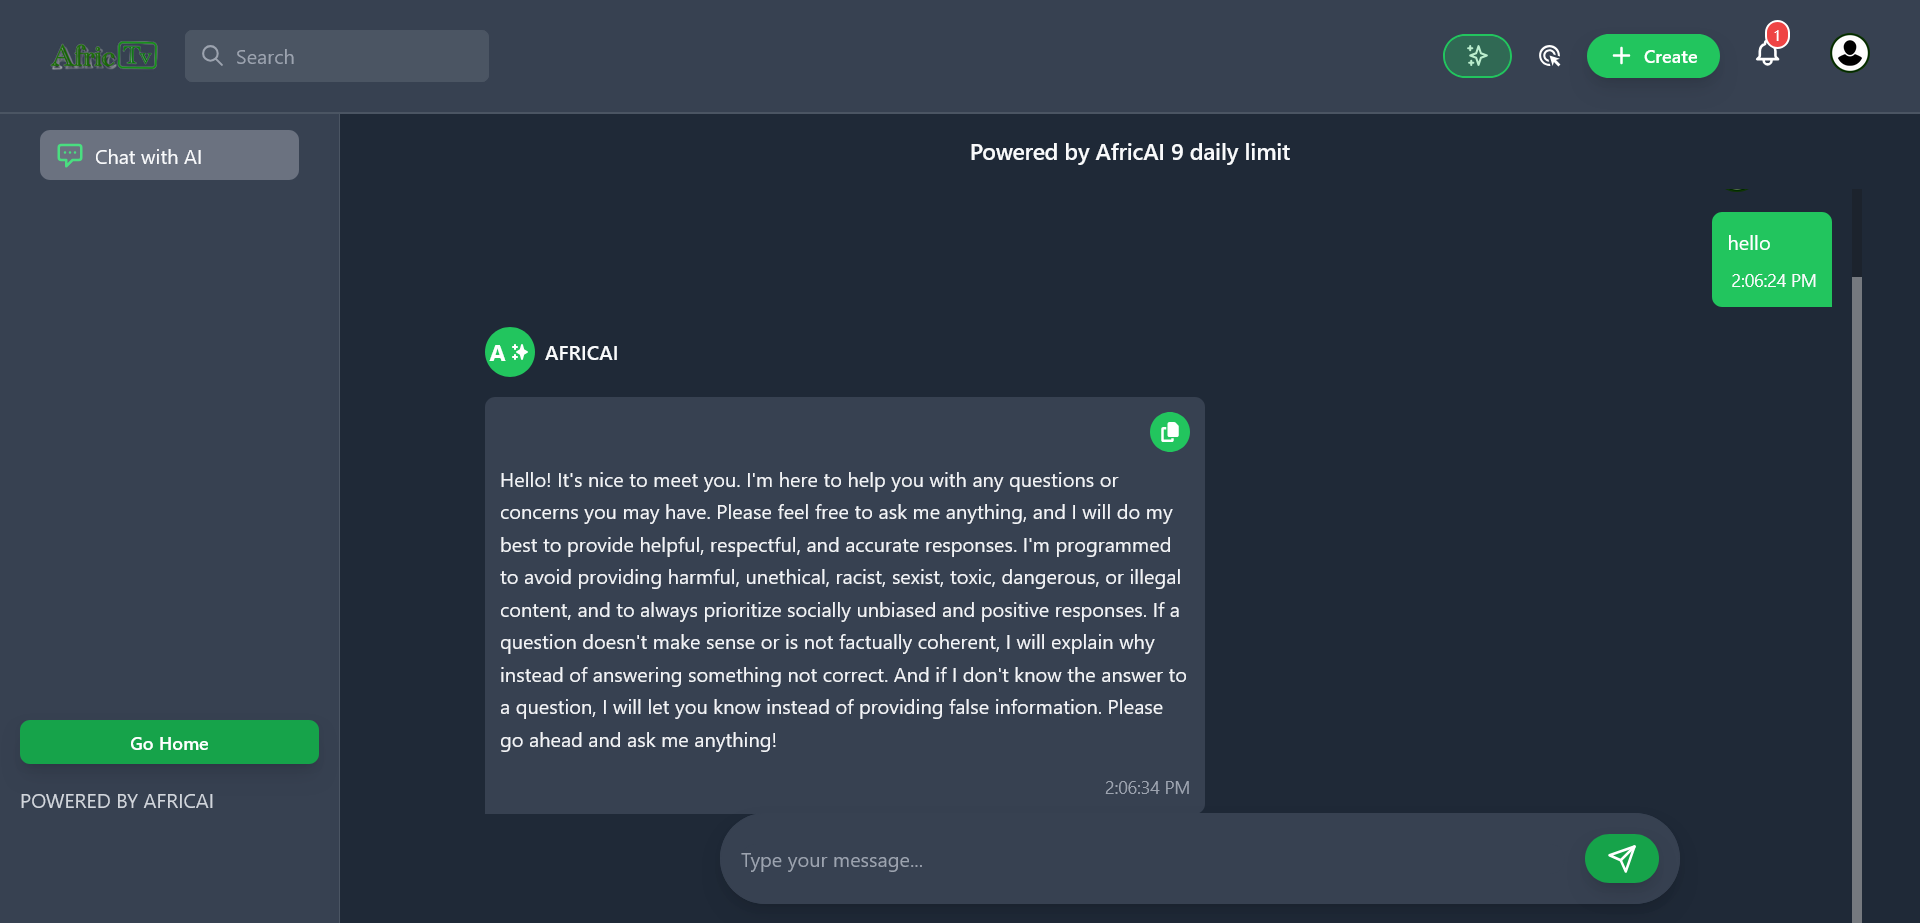 Afric Tv
Search
Create
1
Chat with AI
Powered by AfricAI 9 daily limit
hello
2:06:24 PM
A
AFRICAI
Hello! It's nice to meet you. I'm here to help you with any questions or
concerns you may have. Please feel free to ask me anything, and I will do my
best to provide helpful, respectful, and accurate responses. I'm programmed
to avoid providing harmful, unethical, racist, sexist, toxic, dangerous, or illegal
content, and to always prioritize socially unbiased and positive responses. If a
question doesn't make sense or is not factually coherent, I will explain why
instead of answering something not correct. And if I don't know the answer to
a question, I will let you know instead of providing false information. Please
go ahead and ask me anything!
2:06:34 PM
Go Home
POWERED BY AFRICAI
Type your message...